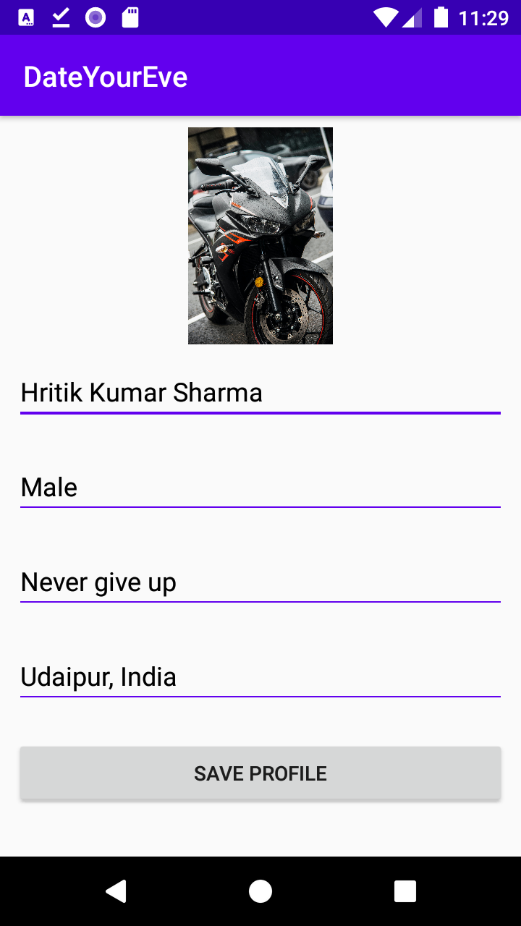 11:29
DateYourEve
Hritik Kumar Sharma
Male
Never give up
Udaipur, India
SAVE PROFILE